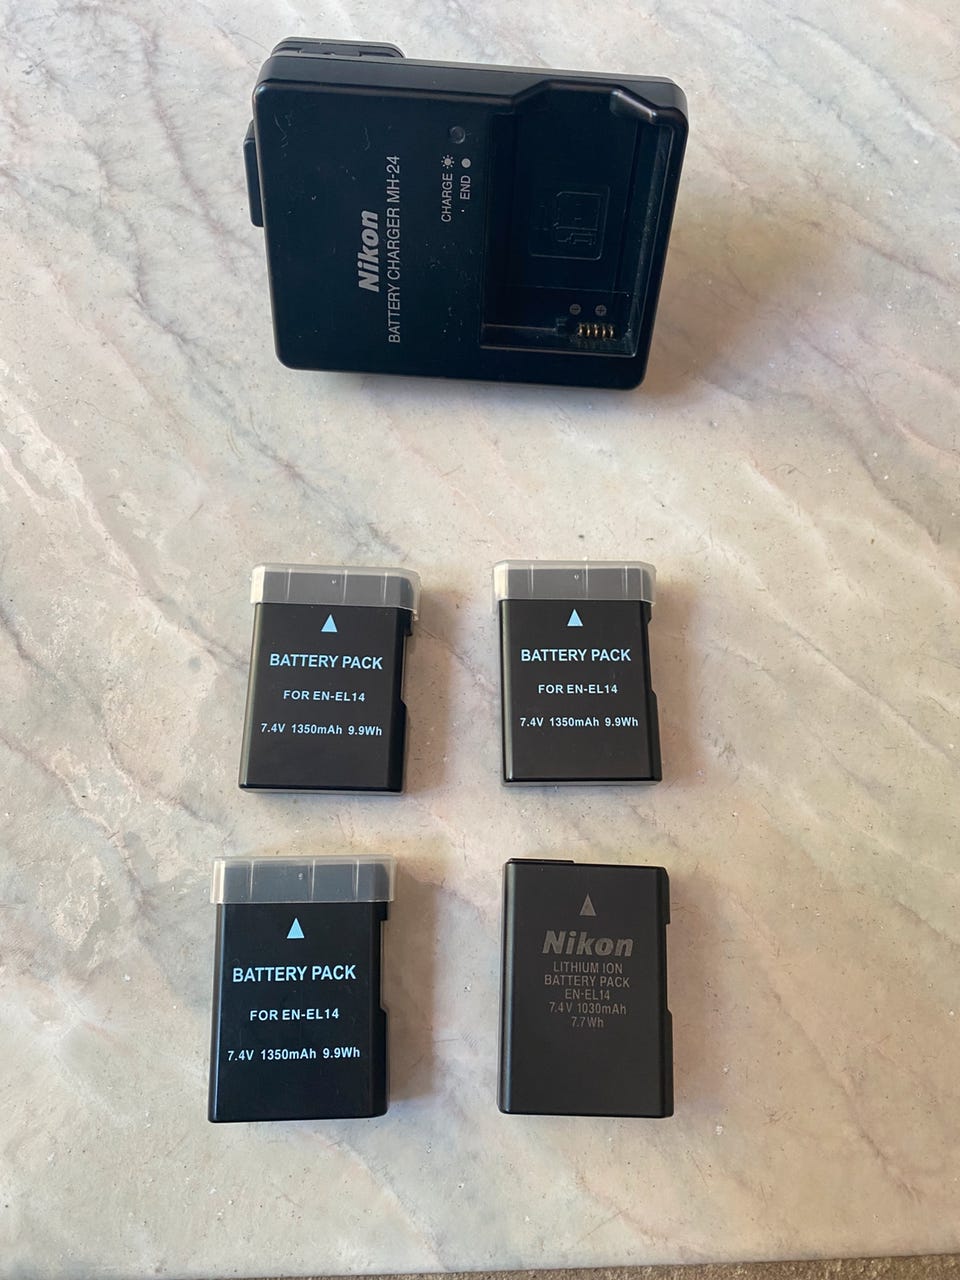 Nikon
BATTERY CHARGER MH-24
CHARGE
END
BATTERY PACK
FOR EN-EL14
7.4V 1350mAh 9.9Wh
BATTERY PACK
FOR EN-EL14
7.4V 1350mAh 9.9Wh
BATTERY PACK
FOR EN-EL14
7.4V 1350mAh 9.9Wh
Nikon
LITHIUM ION
BATTERY PACK
EN-EL14
7.4V 1030mAh
7.7Wh